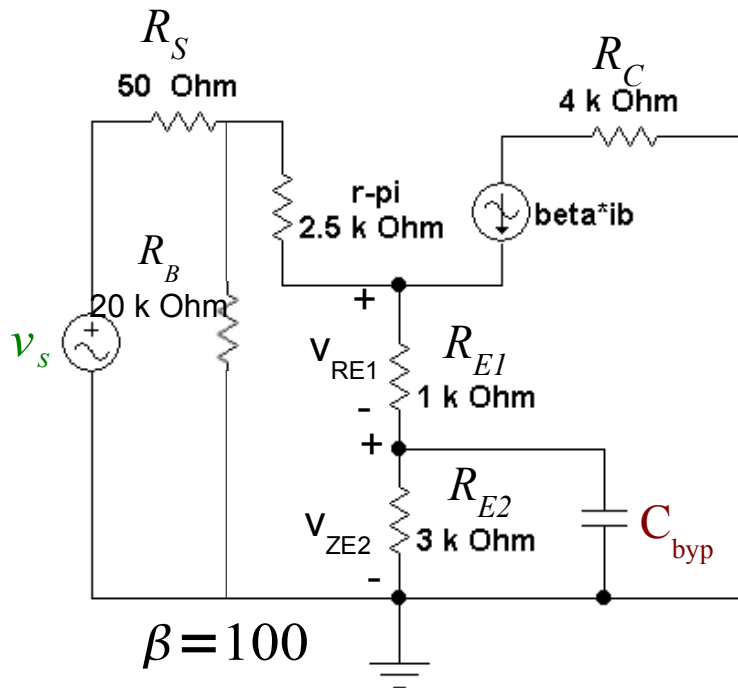 R_S
50 Ohm
R_C
4 k Ohm
r-pi
2.5 k Ohm
beta*ib
R_B
20 k Ohm
+
+
v_s
V_RE1
R_E1
1 k Ohm
-
+
R_E2
V_ZE2
3 k Ohm
C_byp
-
β=100